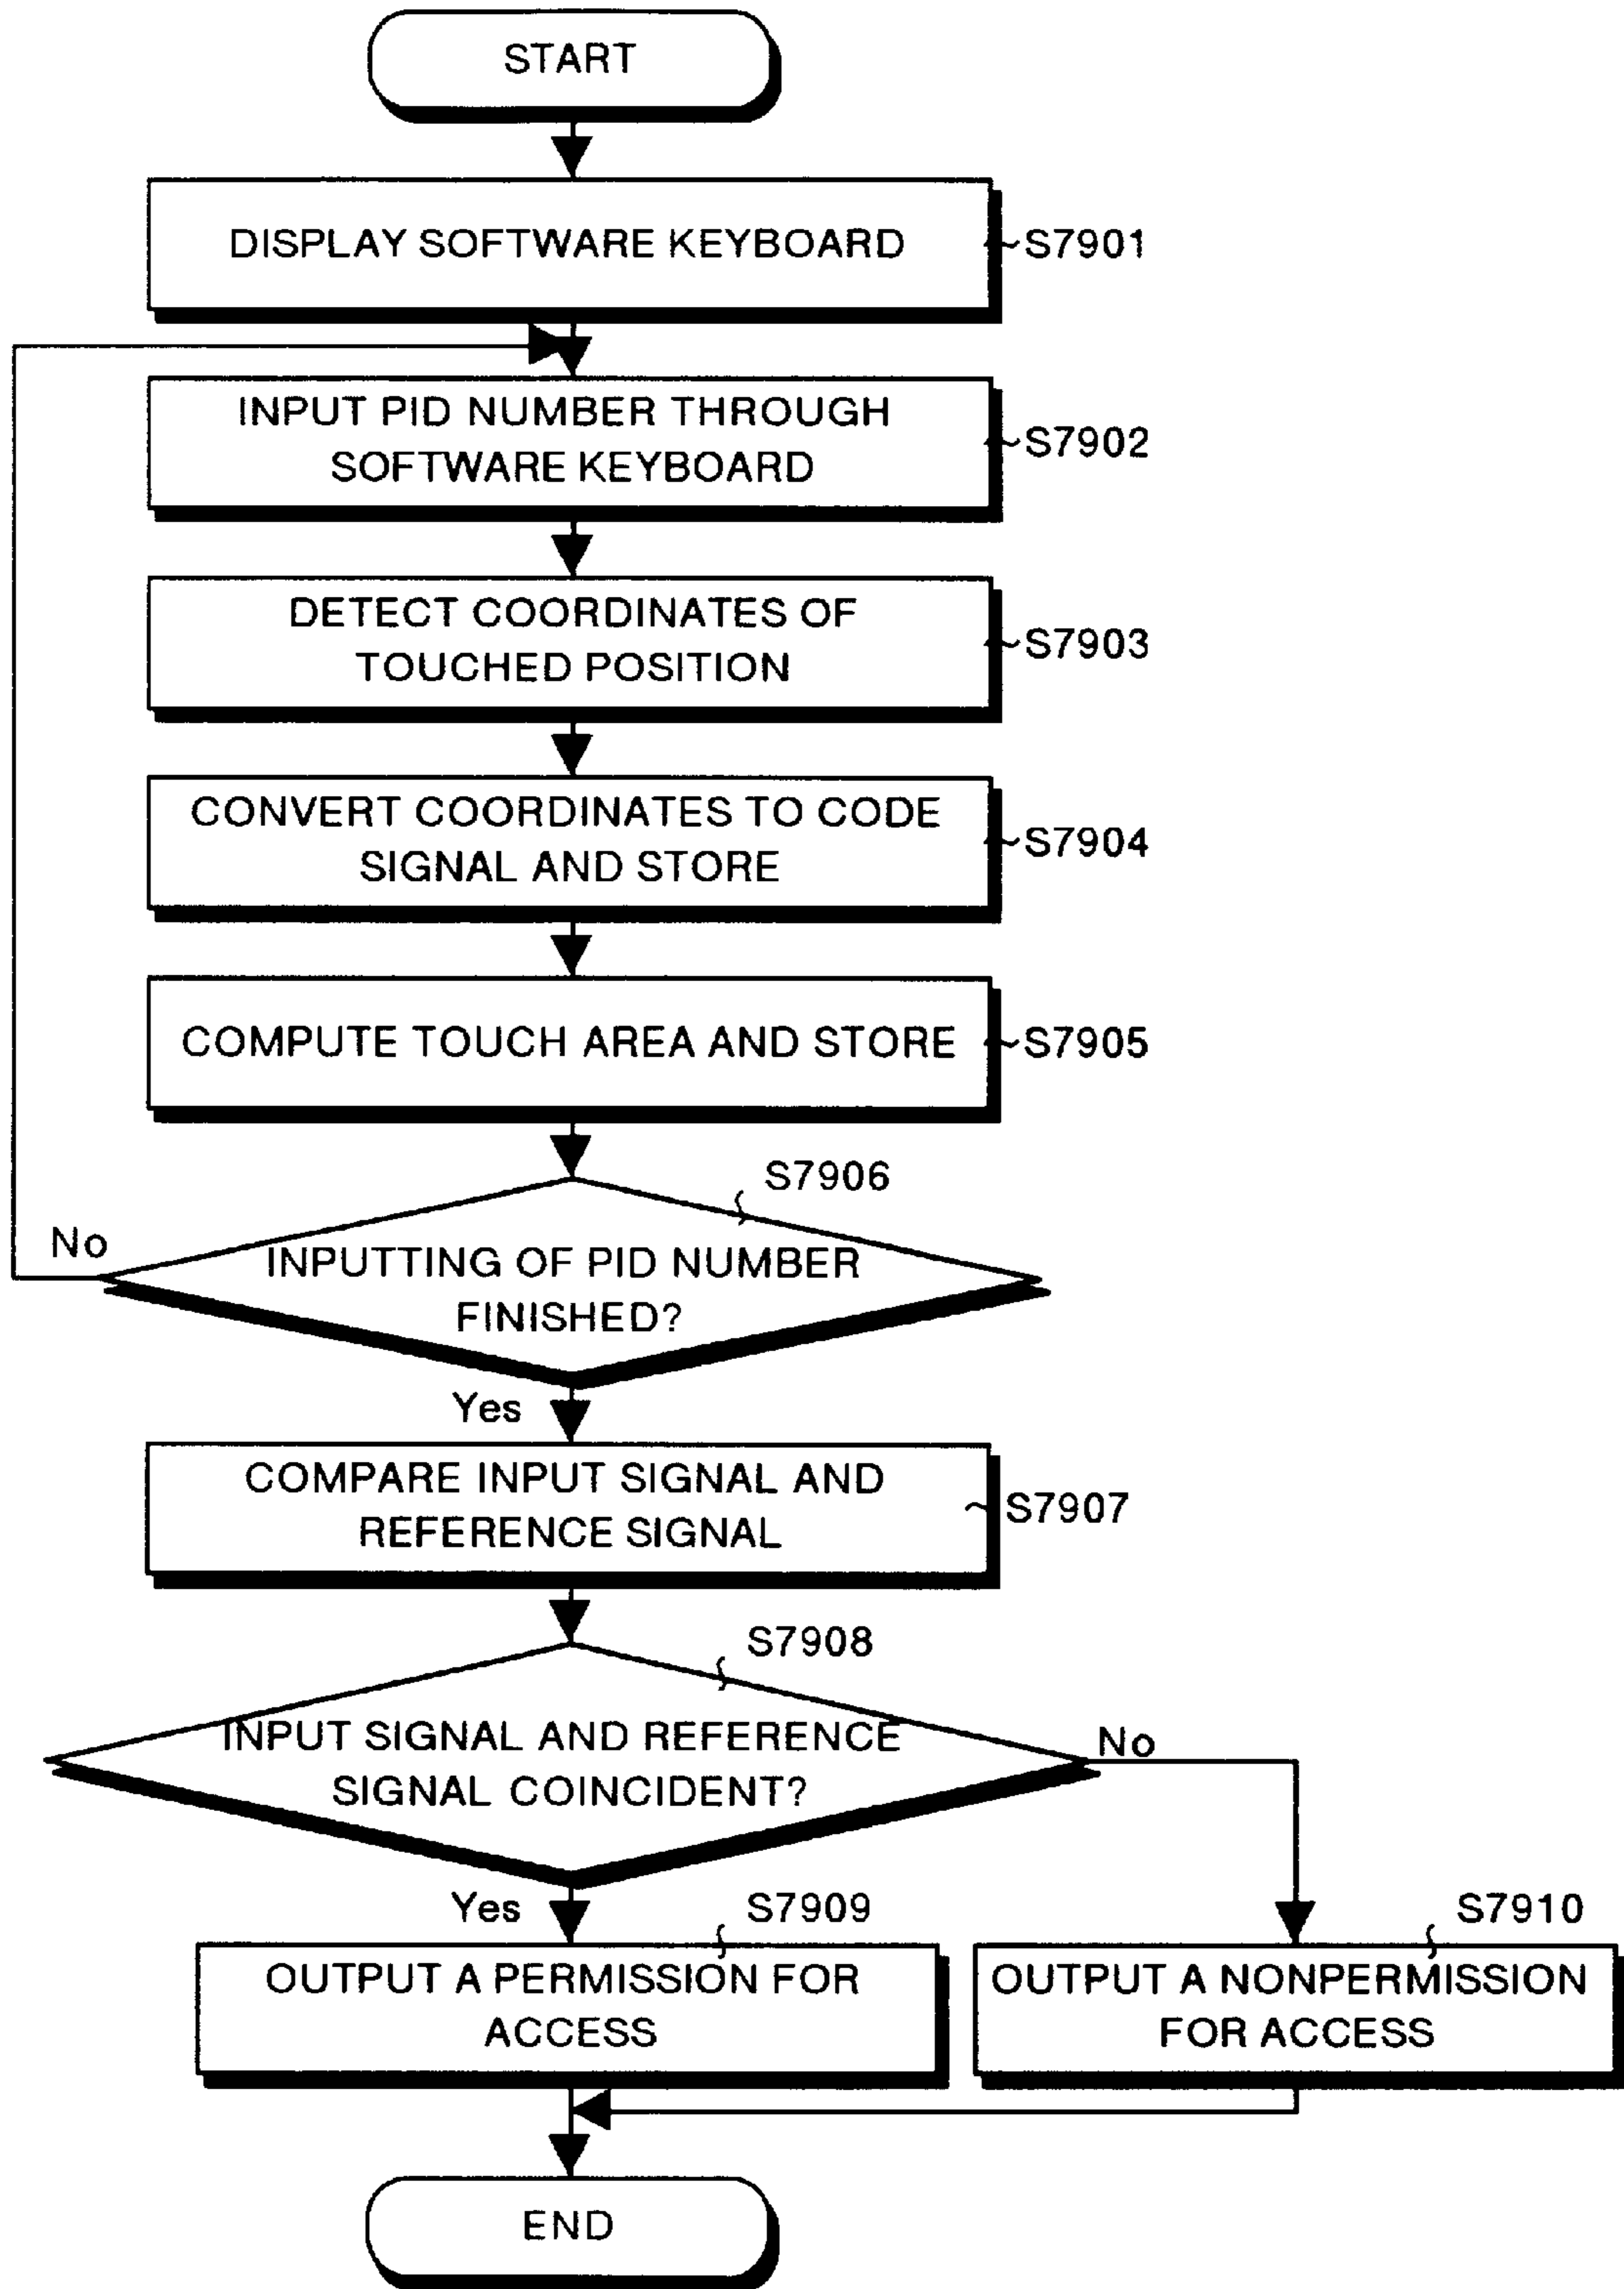 START
DISPLAY SOFTWARE KEYBOARD
S7901
INPUT PID NUMBER THROUGH
SOFTWARE KEYBOARD
S7902
DETECT COORDINATES OF
TOUCHED POSITION
S7903
CONVERT COORDINATES TO CODE
SIGNAL AND STORE
S7904
COMPUTE TOUCH AREA AND STORE
S7905
S7906
No
INPUTTING OF PID NUMBER
FINISHED?
Yes
COMPARE INPUT SIGNAL AND
REFERENCE SIGNAL
S7907
S7908
INPUT SIGNAL AND REFERENCE
SIGNAL COINCIDENT?
No
Yes
S7909
OUTPUT A PERMISSION FOR
ACCESS
S7910
OUTPUT A NONPERMISSION
FOR ACCESS
END